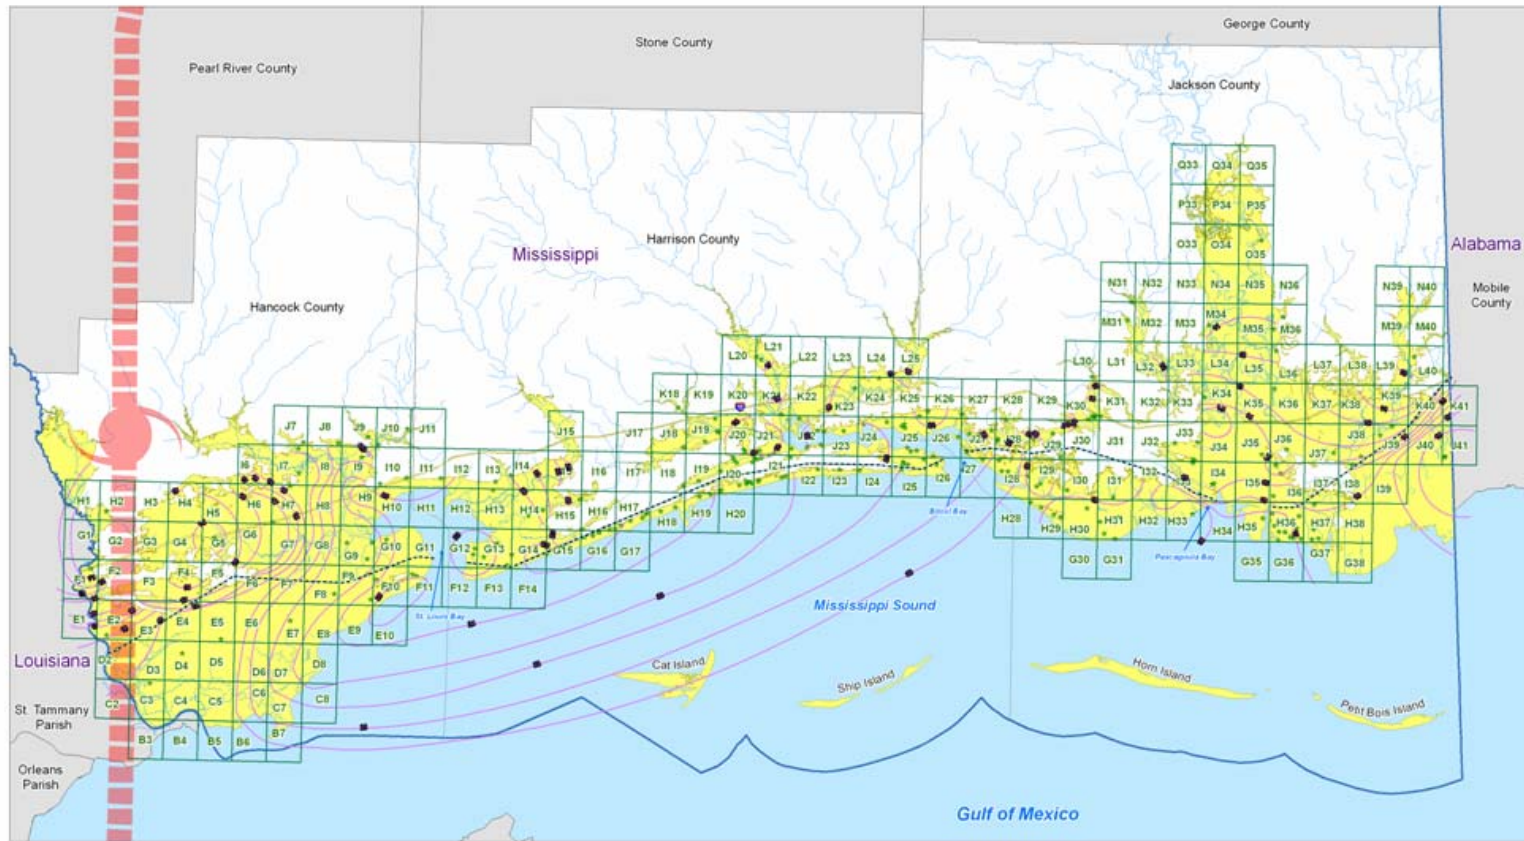 George County
Stone County
Pearl River County
Jackson County
Q33 Q34 Q35
P33 P34 P35
Mississippi
Harrison County
Alabama
O33 O34
O35
Mobile
County
Hancock County
N31 N32 N33 N34 N35 N36 N39 N40
M31 M32 M33 M34 M35 M36 M39 M40
L20 L21 L22 L23 L24 L25 L30 L31 L32 L33 L34 L35 L36 L37 L38 L39 L40
K18 K19 K20 K21 K22 K23 K24 K25 K26 K27 K28 K29 K30 K31 K32 K33 K34 K35 K36 K37 K38 K39 K40 K41
J7 J8 J9 J10 J11 J15 J17 J18 J19 J20 J21 J23 J24 J25 J26 J28 J29 J30 J31 J32 J33 J34 J35 J36 J37 J39 J40 J41
I6 I7 I8 I9 I10 I11 I12 I13 I14 I16 I17 I18 I19 I20 I21 I22 I23 I24 I25 I26 I27 I28 I29 I30 I31 I32 I34 I35 I36 I37 I38 I39
H1 H2 H3 H4 H5 H6 H7 H8 H9 H10 H11 H12 H13 H14 H15 H16 H17 H18 H19 H20 H28 H29 H30 H31 H32 H33 H34 H35 H36 H37 H38
Biloxi Bay
Pascagoula Bay
G1 G2 G3 G4 G5 G6 G7 G8 G9 G10 G11 G12 G13 G14 G15 G16 G17 G30 G31 G35 G36 G37 G38
F1 F2 F3 F4 F5 F6 F7 F8 F9 F10 F11 F12 F13 F14
St. Louis Bay
Mississippi Sound
E1 E2 E3 E4 E5 E6 E7 E8 E9 E10
Louisiana
D2 D3 D4 D5 D6 D7 D8
Cat Island
Ship Island
Horn Island
Petit Bois Island
C2 C3 C4 C5 C6 C7 C8
St. Tammany
Parish
B3 B4 B5 B6 B7
Orleans
Parish
Gulf of Mexico